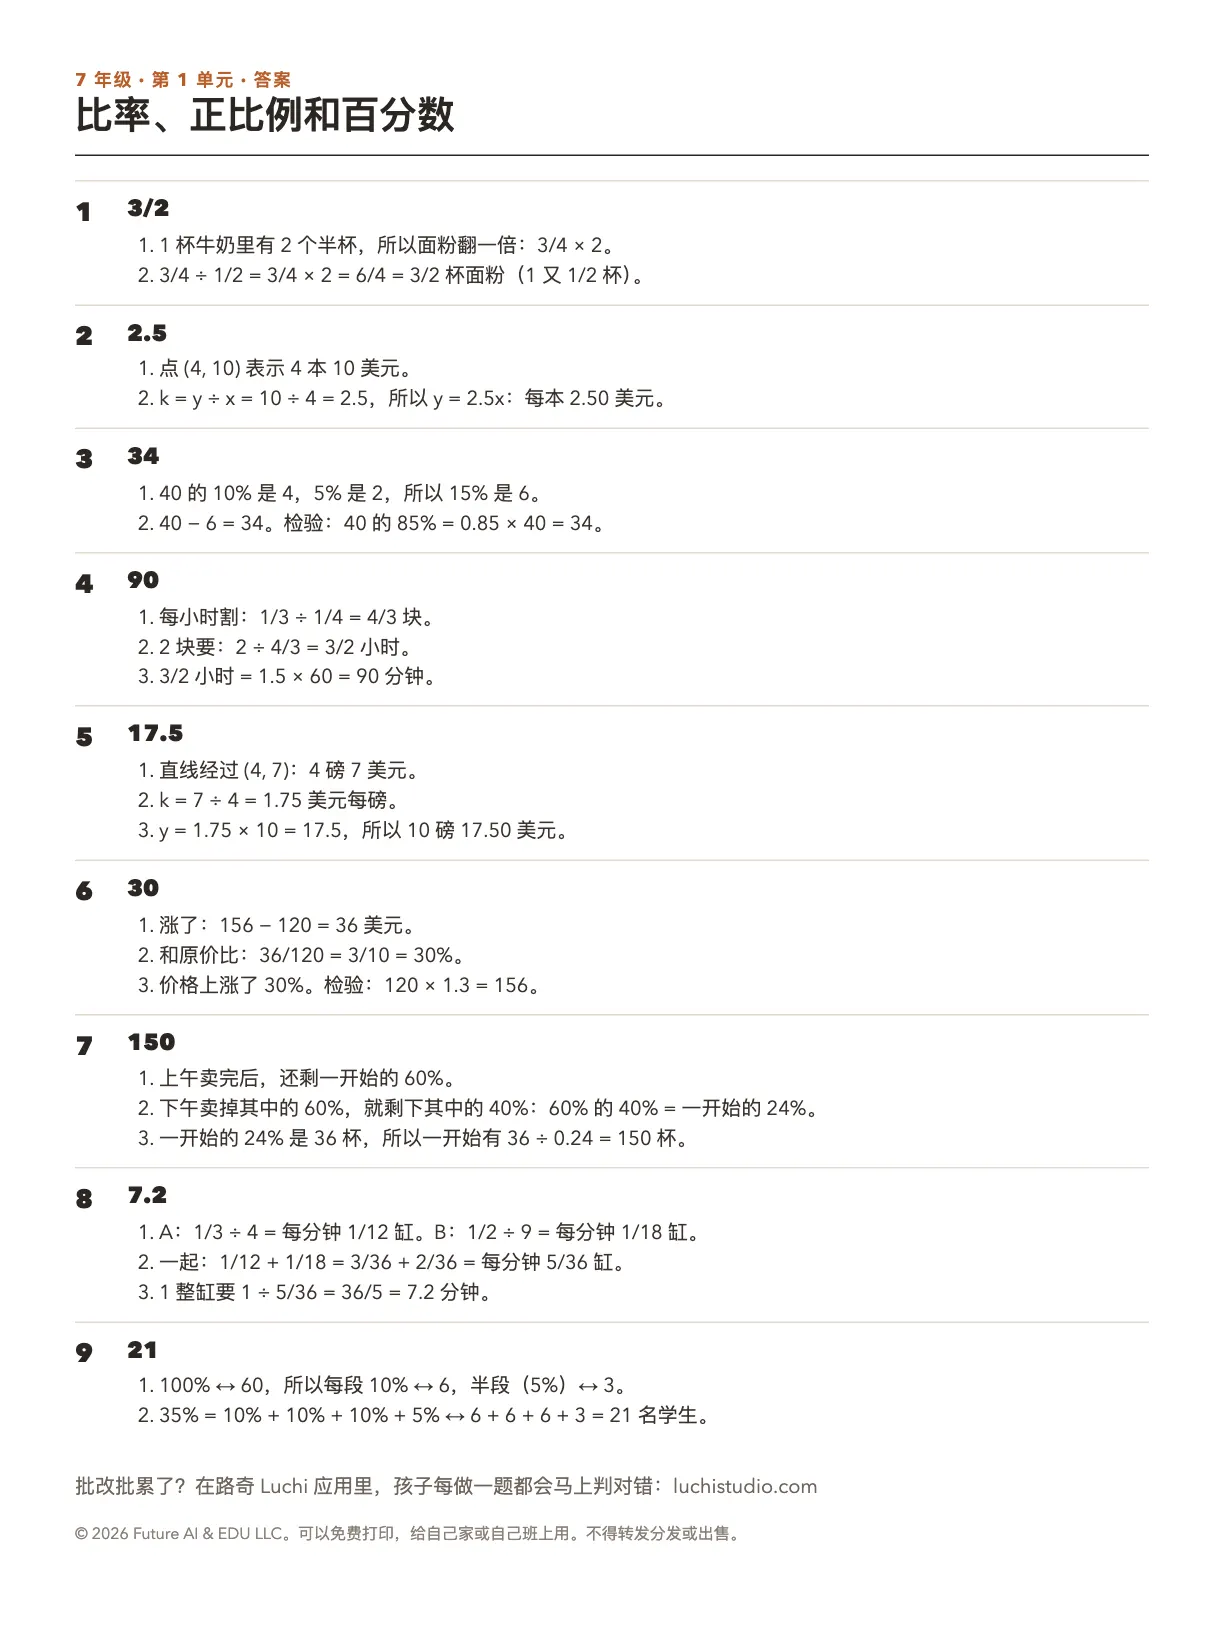 7 年级 · 第 1 单元 · 答案
比率、正比例和百分数
1 3/2
1. 1 杯牛奶里有 2 个半杯，所以面粉翻一倍：3/4 × 2。
2. 3/4 ÷ 1/2 = 3/4 × 2 = 6/4 = 3/2 杯面粉（1 又 1/2 杯）。
2 2.5
1. 点 (4, 10) 表示 4 本 10 美元。
2. k = y ÷ x = 10 ÷ 4 = 2.5，所以 y = 2.5x：每本 2.50 美元。
3 34
1. 40 的 10% 是 4，5% 是 2，所以 15% 是 6。
2. 40 − 6 = 34。检验：40 的 85% = 0.85 × 40 = 34。
4 90
1. 每小时割：1/3 ÷ 1/4 = 4/3 块。
2. 2 块要：2 ÷ 4/3 = 3/2 小时。
3. 3/2 小时 = 1.5 × 60 = 90 分钟。
5 17.5
1. 直线经过 (4, 7)：4 磅 7 美元。
2. k = 7 ÷ 4 = 1.75 美元每磅。
3. y = 1.75 × 10 = 17.5，所以 10 磅 17.50 美元。
6 30
1. 涨了：156 − 120 = 36 美元。
2. 和原价比：36/120 = 3/10 = 30%。
3. 价格上涨了 30%。检验：120 × 1.3 = 156。
7 150
1. 上午卖完后，还剩一开始的 60%。
2. 下午卖掉其中的 60%，就剩下其中的 40%：60% 的 40% = 一开始的 24%。
3. 一开始的 24% 是 36 杯，所以一开始有 36 ÷ 0.24 = 150 杯。
8 7.2
1. A：1/3 ÷ 4 = 每分钟 1/12 缸。B：1/2 ÷ 9 = 每分钟 1/18 缸。
2. 一起：1/12 + 1/18 = 3/36 + 2/36 = 每分钟 5/36 缸。
3. 1 整缸要 1 ÷ 5/36 = 36/5 = 7.2 分钟。
9 21
1. 100% ↔ 60，所以每段 10% ↔ 6，半段（5%）↔ 3。
2. 35% = 10% + 10% + 10% + 5% ↔ 6 + 6 + 6 + 3 = 21 名学生。
批改批累了？在路奇 Luchi 应用里，孩子每做一题都会马上判对错：luchistudio.com
© 2026 Future AI & EDU LLC。可以免费打印，给自己家或自己班上用。不得转发分发或出售。